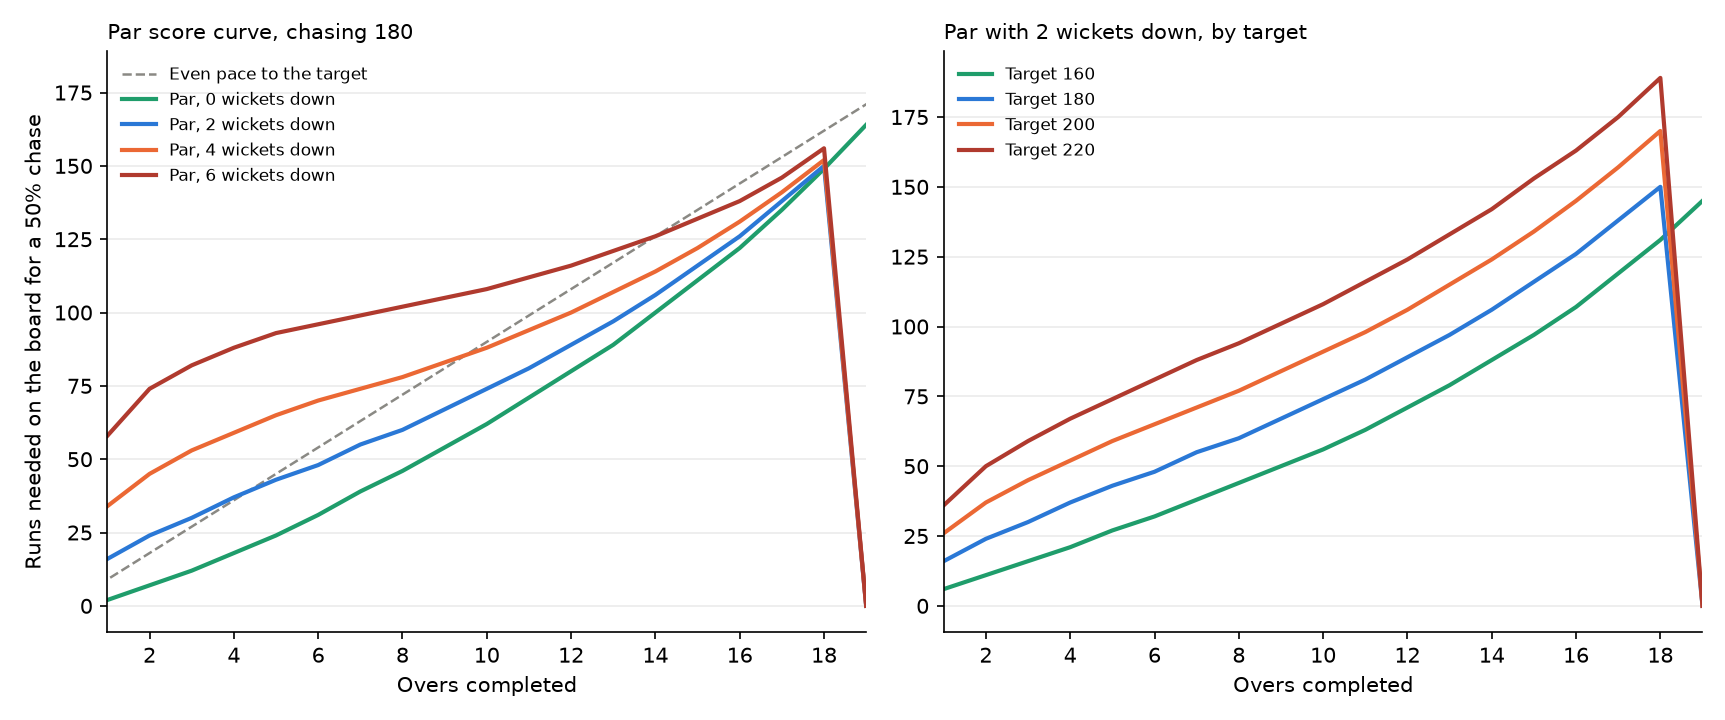 Par score curve, chasing 180
Even pace to the target
Par, 0 wickets down
Par, 2 wickets down
Par, 4 wickets down
Par, 6 wickets down
Runs needed on the board for a 50% chase
175
150
125
100
75
50
25
0
2 4 6 8 10 12 14 16 18
Overs completed
Par with 2 wickets down, by target
Target 160
Target 180
Target 200
Target 220
175
150
125
100
75
50
25
0
2 4 6 8 10 12 14 16 18
Overs completed